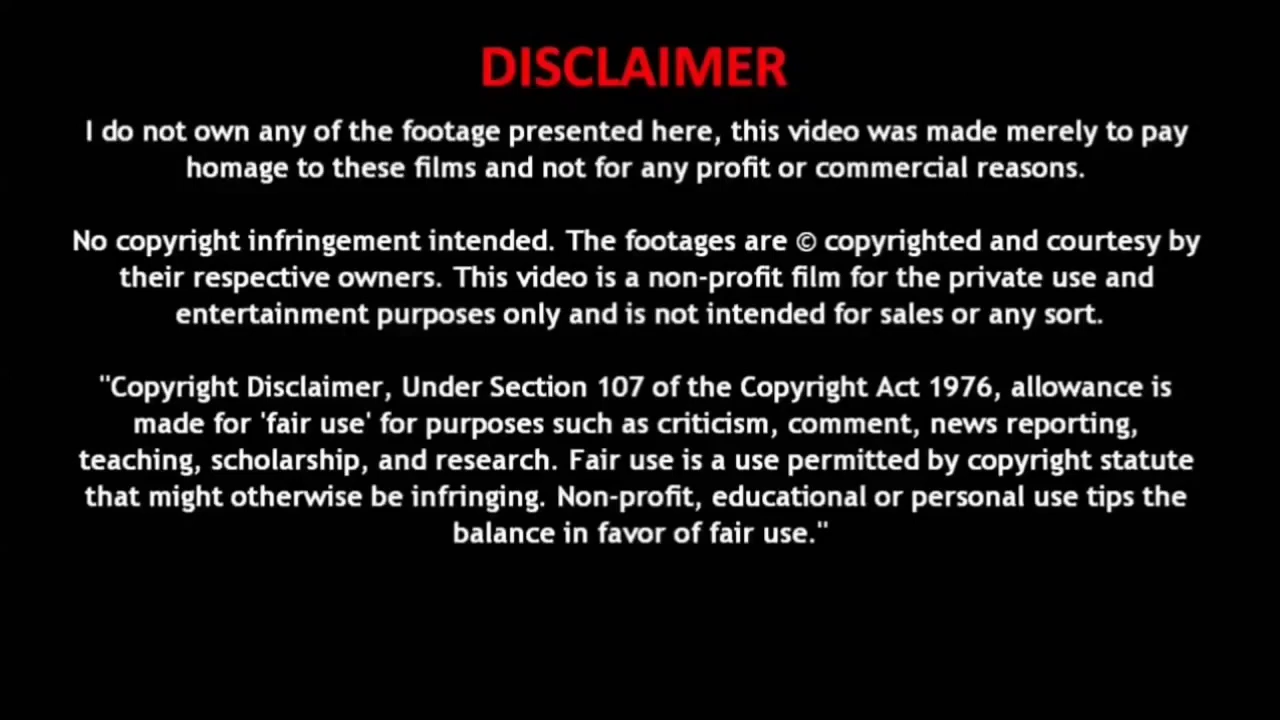 DISCLAIMER
I do not own any of the footage presented here, this video was made merely to pay
homage to these films and not for any profit or commercial reasons.
No copyright infringement intended. The footages are © copyrighted and courtesy by
their respective owners. This video is a non-profit film for the private use and
entertainment purposes only and is not intended for sales or any sort.
"Copyright Disclaimer, Under Section 107 of the Copyright Act 1976, allowance is
made for 'fair use' for purposes such as criticism, comment, news reporting,
teaching, scholarship, and research. Fair use is a use permitted by copyright statute
that might otherwise be infringing. Non-profit, educational or personal use tips the
balance in favor of fair use."